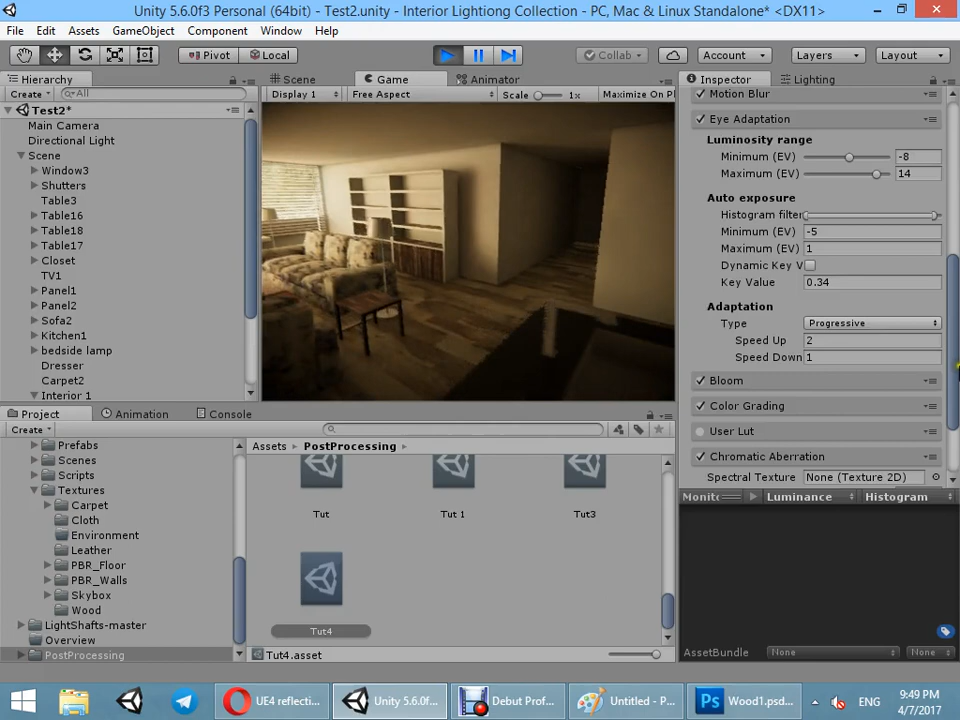 Unity 5.6.0f3 Personal (64bit) - Test2.unity - Interior Lightiong Collection - PC, Mac & Linux Standalone* <DX11>
File Edit Assets GameObject Component Window Help
Pivot Local Collab Account Layers Layout
Hierarchy
Create All
Test2*
Main Camera
Directional Light
Scene
Window3
Shutters
Table3
Table16
Table18
Table17
Closet
TV1
Panel1
Panel2
Sofa2
Kitchen1
bedside lamp
Dresser
Carpet2
Interior 1
Scene Game Animator
Display 1 Free Aspect Scale 1x Maximize On Pl
Inspector Lighting
Motion Blur
Eye Adaptation
Luminosity range
Minimum (EV) -8
Maximum (EV) 14
Auto exposure
Histogram filter
Minimum (EV) -5
Maximum (EV) 1
Dynamic Key V
Key Value 0.34
Adaptation
Type Progressive
Speed Up 2
Speed Down 1
Bloom
Color Grading
User Lut
Chromatic Aberration
Spectral Texture None (Texture 2D)
Monito Luminance Histogram
AssetBundle None None
Project Animation Console
Create
Prefabs
Scenes
Scripts
Textures
Carpet
Cloth
Environment
Leather
PBR_Floor
PBR_Walls
Skybox
Wood
LightShafts-master
Overview
PostProcessing
Assets PostProcessing
Tut Tut 1 Tut3
Tut4
Tut4.asset
UE4 reflecti... Unity 5.6.0f... Debut Prof... Untitled - P... Wood1.psd...
ENG
9:49 PM
4/7/2017